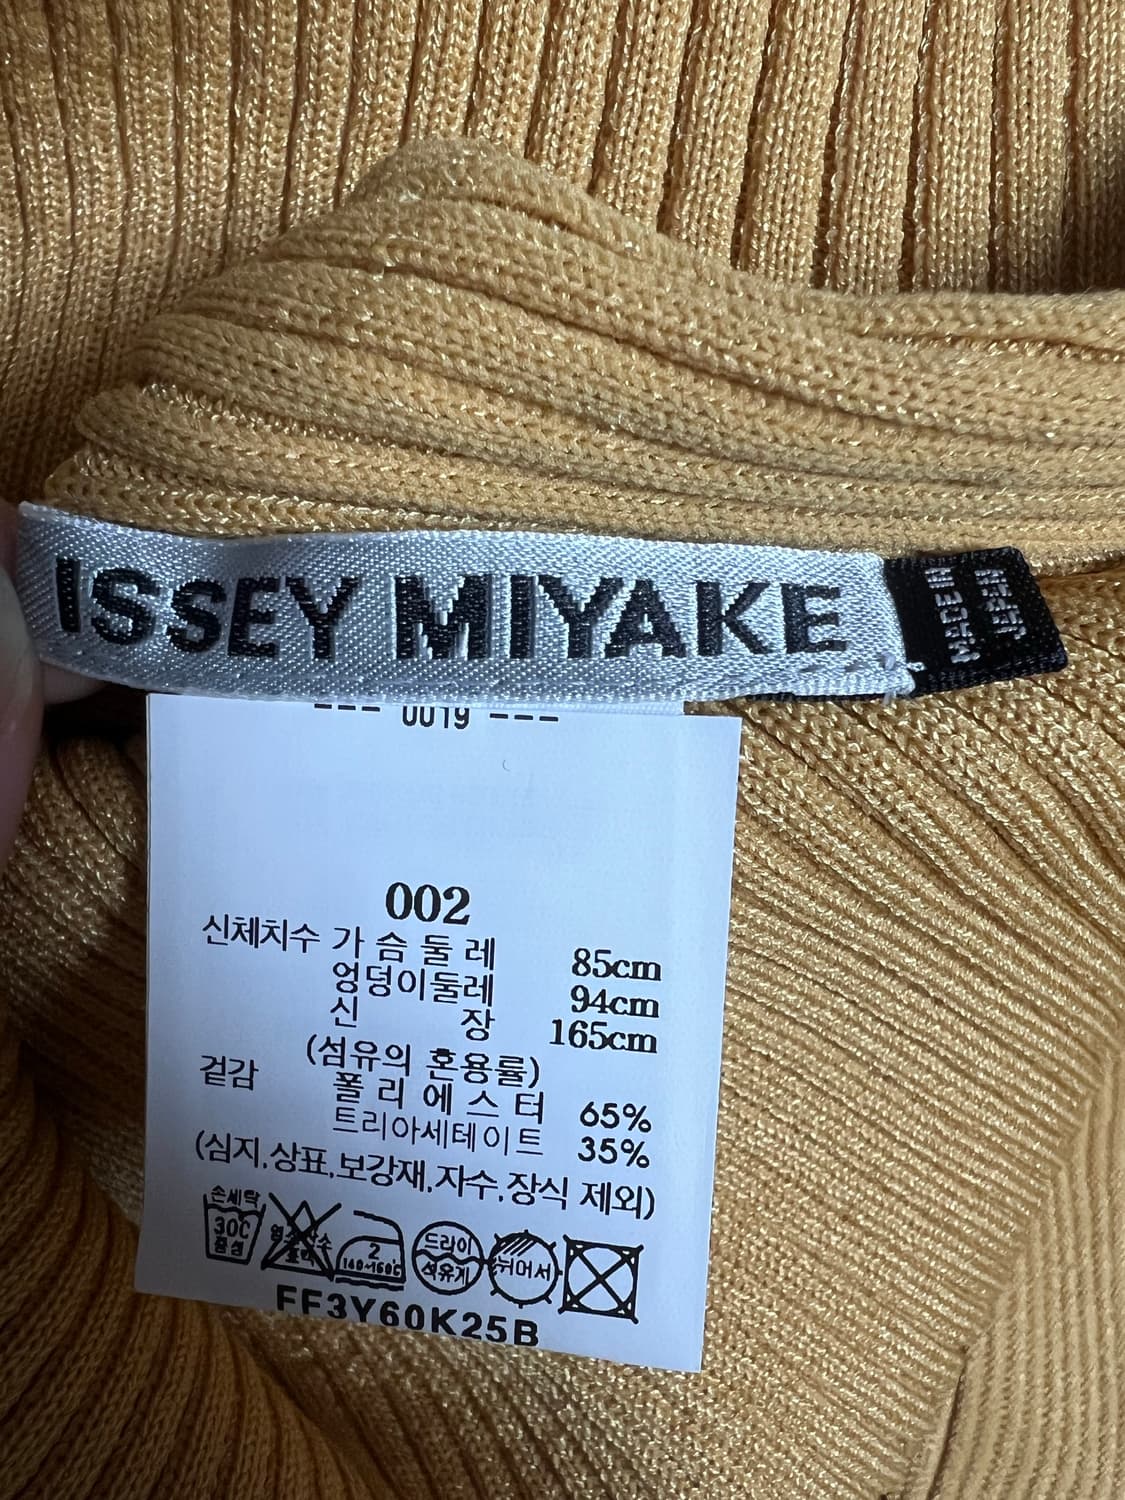 ISSEY MIYAKE
MADE IN
JAPAN
--- 0019 ---
002
신체치수 가 슴 둘 레 85cm
엉덩이둘레 94cm
신 장 165cm
(섬유의 혼용률)
겉감 폴 리 에 스 터 65%
트리아세테이트 35%
(심지,상표,보강재,자수,장식 제외)
손세탁
30C
중성
2
140~160℃
드라이
석유계
뉘어서
FF3Y60K25B